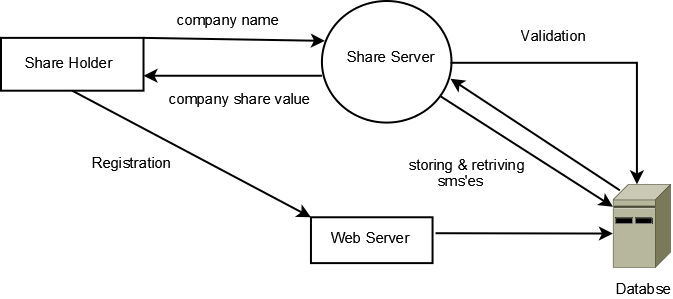 company name
Validation
Share Holder
Share Server
company share value
Registration
storing & retriving
sms'es
Web Server
Databse